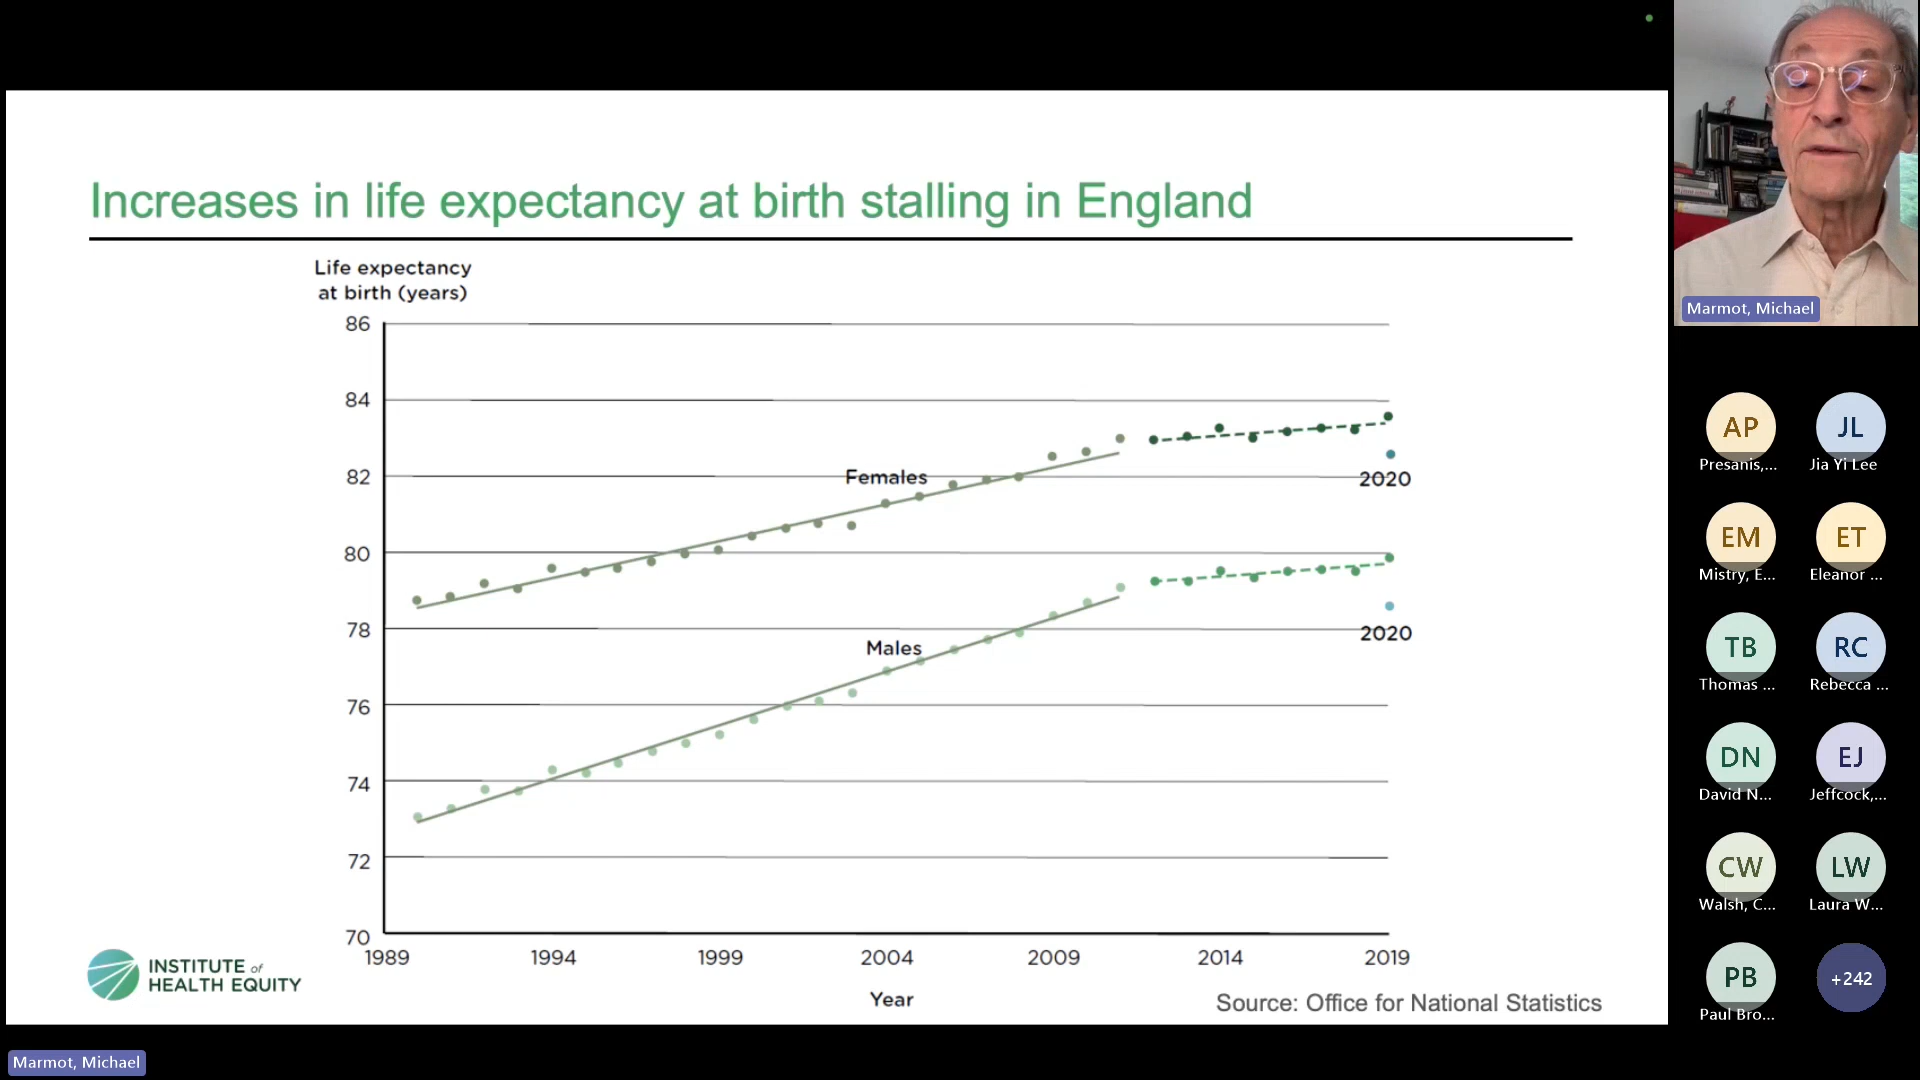 Increases in life expectancy at birth stalling in England
Life expectancy
at birth (years)
86
84
82
80
78
76
74
72
70
Females
Males
2020
2020
1989 1994 1999 2004 2009 2014 2019
Year
INSTITUTE of
HEALTH EQUITY
Source: Office for National Statistics
Marmot, Michael
Marmot, Michael
AP JL
Presanis,... Jia Yi Lee
EM ET
Mistry, E... Eleanor ...
TB RC
Thomas ... Rebecca ...
DN EJ
David N... Jeffcock,...
CW LW
Walsh, C... Laura W...
PB +242
Paul Bro...